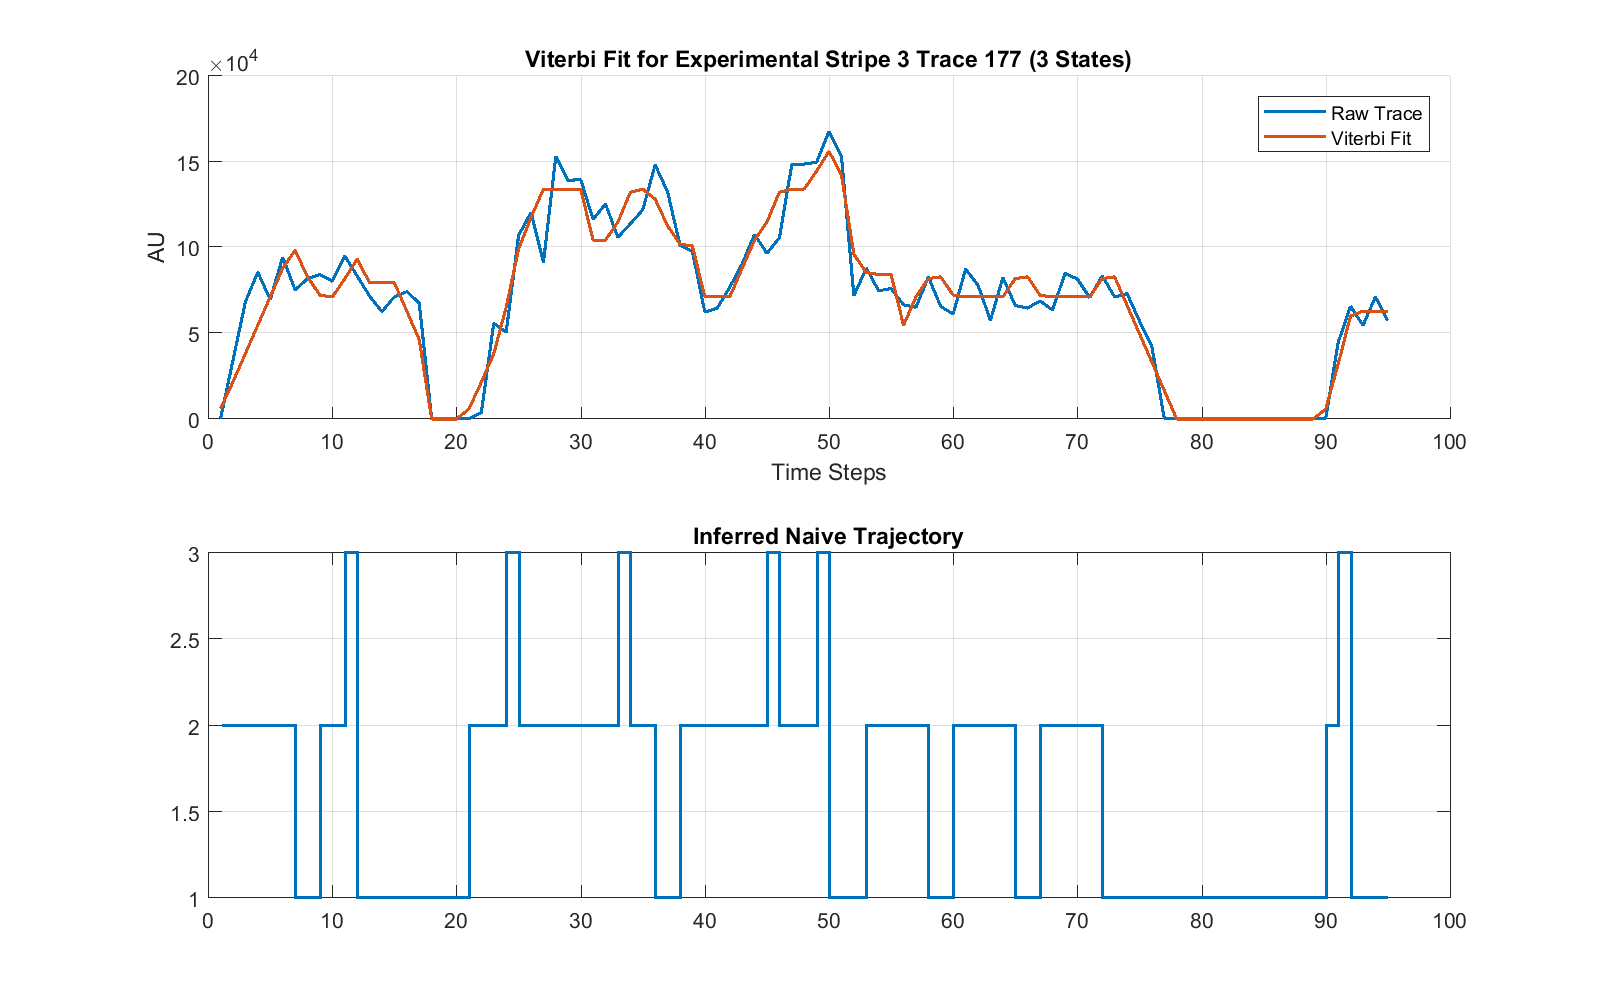 Viterbi Fit for Experimental Stripe 3 Trace 177 (3 States)
×10⁴
20
15
10
5
0
AU
Raw Trace
Viterbi Fit
0 10 20 30 40 50 60 70 80 90 100
Time Steps
Inferred Naive Trajectory
3
2.5
2
1.5
1
0 10 20 30 40 50 60 70 80 90 100